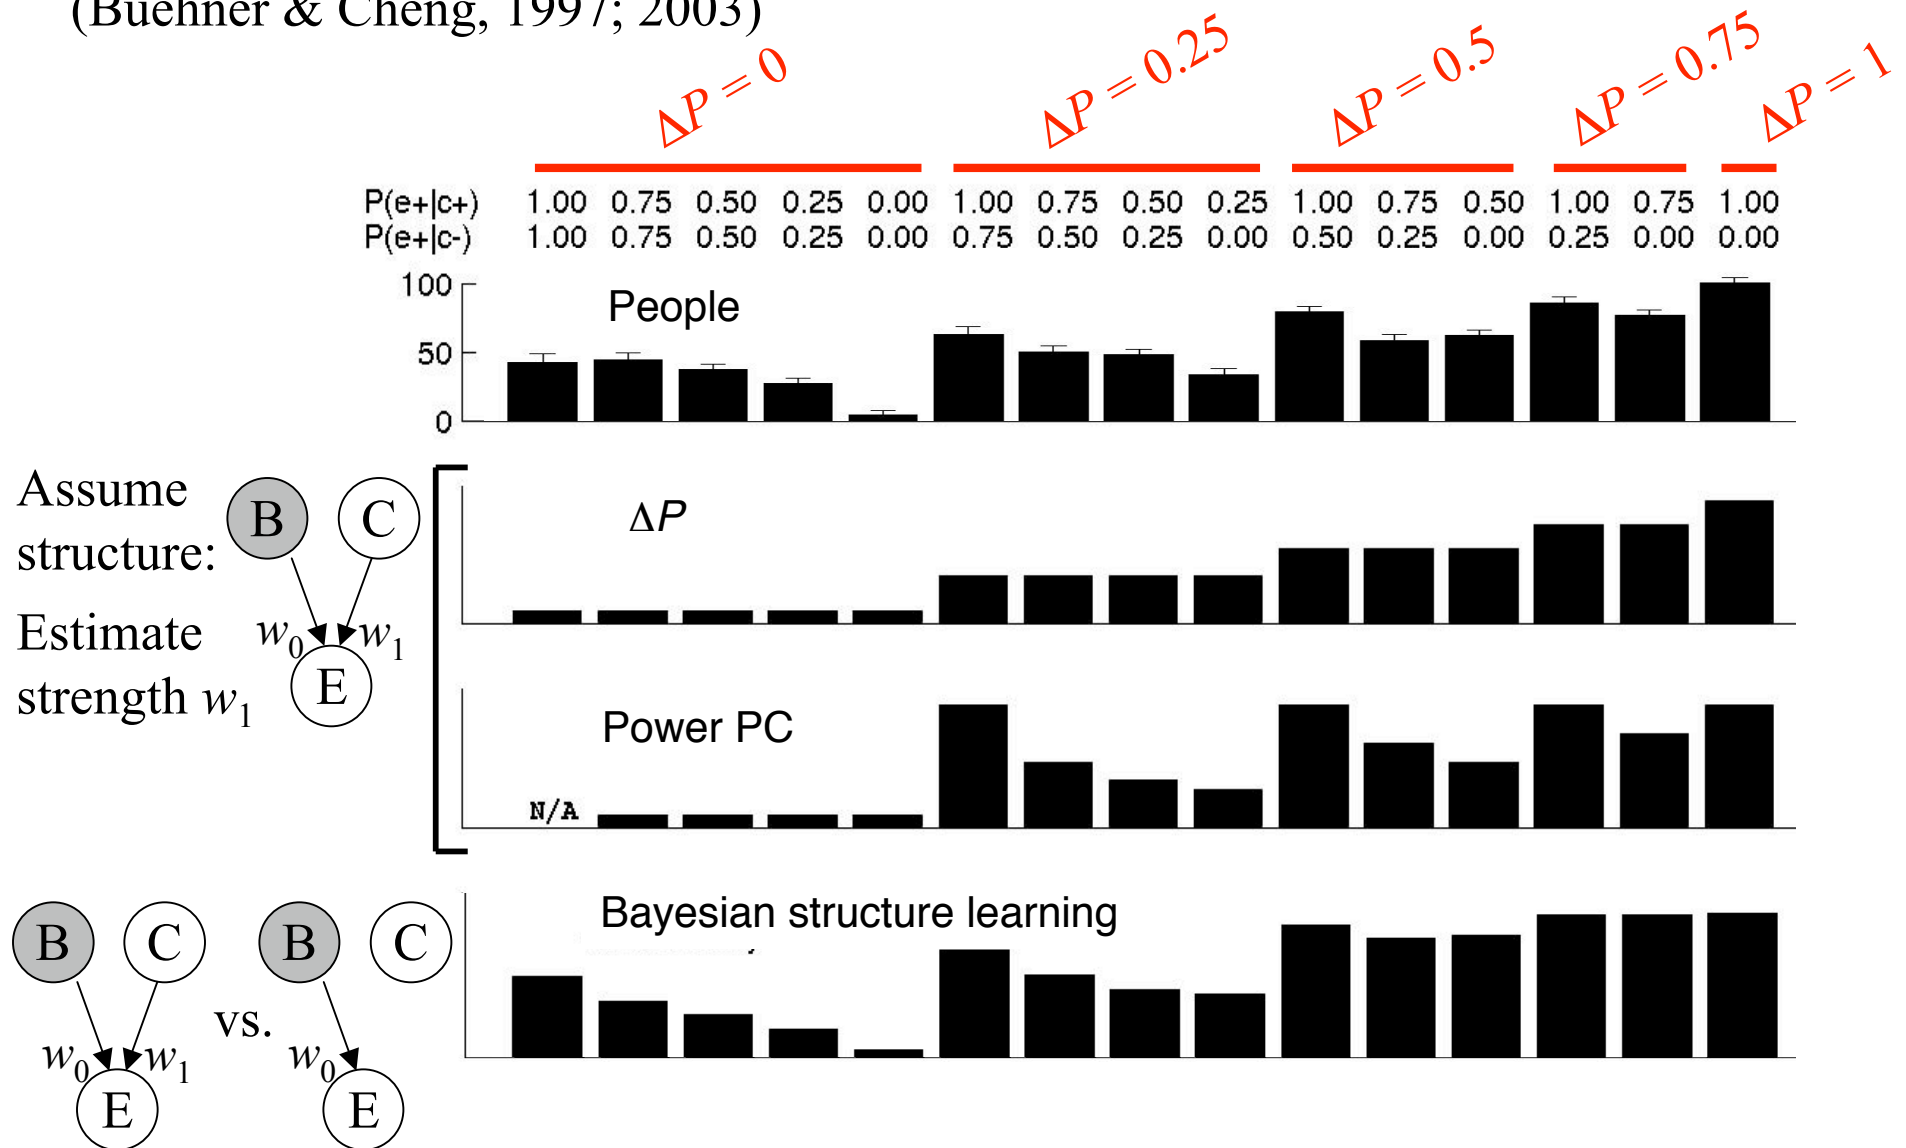 (Buehner & Cheng, 1997; 2003)
ΔP = 0 ΔP = 0.25 ΔP = 0.5 ΔP = 0.75 ΔP = 1
P(e+|c+) 1.00 0.75 0.50 0.25 0.00 1.00 0.75 0.50 0.25 1.00 0.75 0.50 1.00 0.75 1.00
P(e+|c-) 1.00 0.75 0.50 0.25 0.00 0.75 0.50 0.25 0.00 0.50 0.25 0.00 0.25 0.00 0.00
100
People
50
0
Assume
structure:
B C
ΔP
Estimate
strength w1
w0 w1
E
Power PC
N/A
Bayesian structure learning
B C B C
vs.
w0 w1 w0
E E